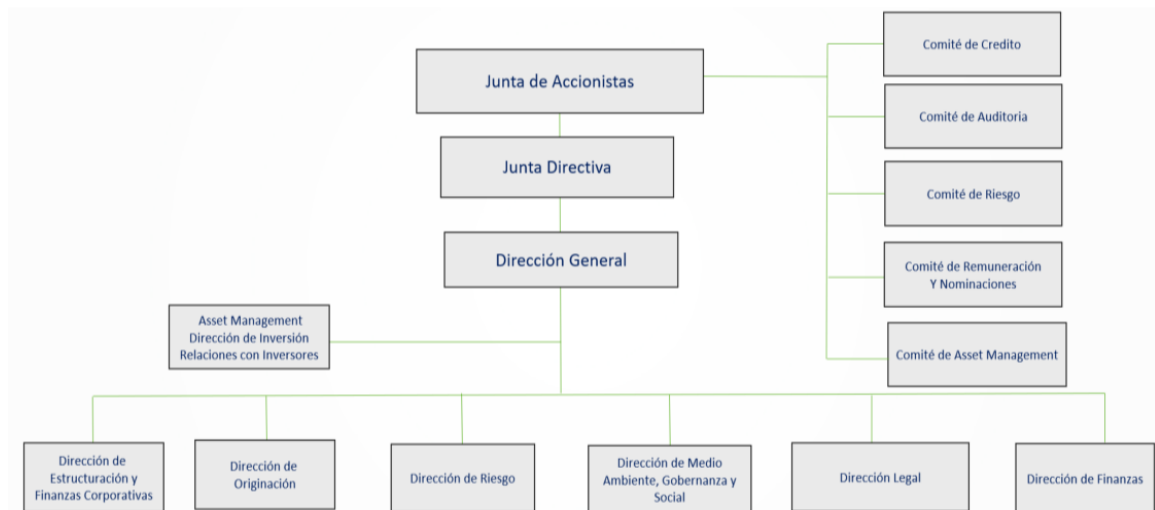 Junta de Accionistas
Junta Directiva
Dirección General
Comité de Credito
Comité de Auditoria
Comité de Riesgo
Comité de Remuneración
Y Nominaciones
Comité de Asset Management
Asset Management
Dirección de Inversión
Relaciones con Inversores
Dirección de
Estructuración y
Finanzas Corporativas
Dirección de
Originación
Dirección de Riesgo
Dirección de Medio
Ambiente, Gobernanza y
Social
Dirección Legal
Dirección de Finanzas